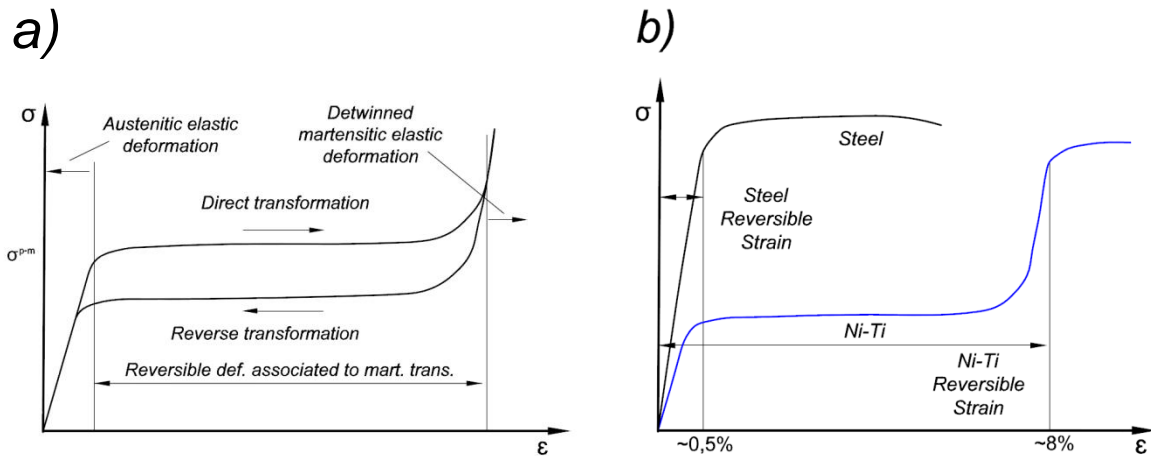 a)
σ
Austenitic elastic
deformation
Detwinned
martensitic elastic
deformation
Direct transformation
σᵖ⁻ᵐ
Reverse transformation
Reversible def. associated to mart. trans.
ε
b)
σ
Steel
Steel
Reversible
Strain
Ni-Ti
Ni-Ti
Reversible
Strain
~0,5%
~8%
ε